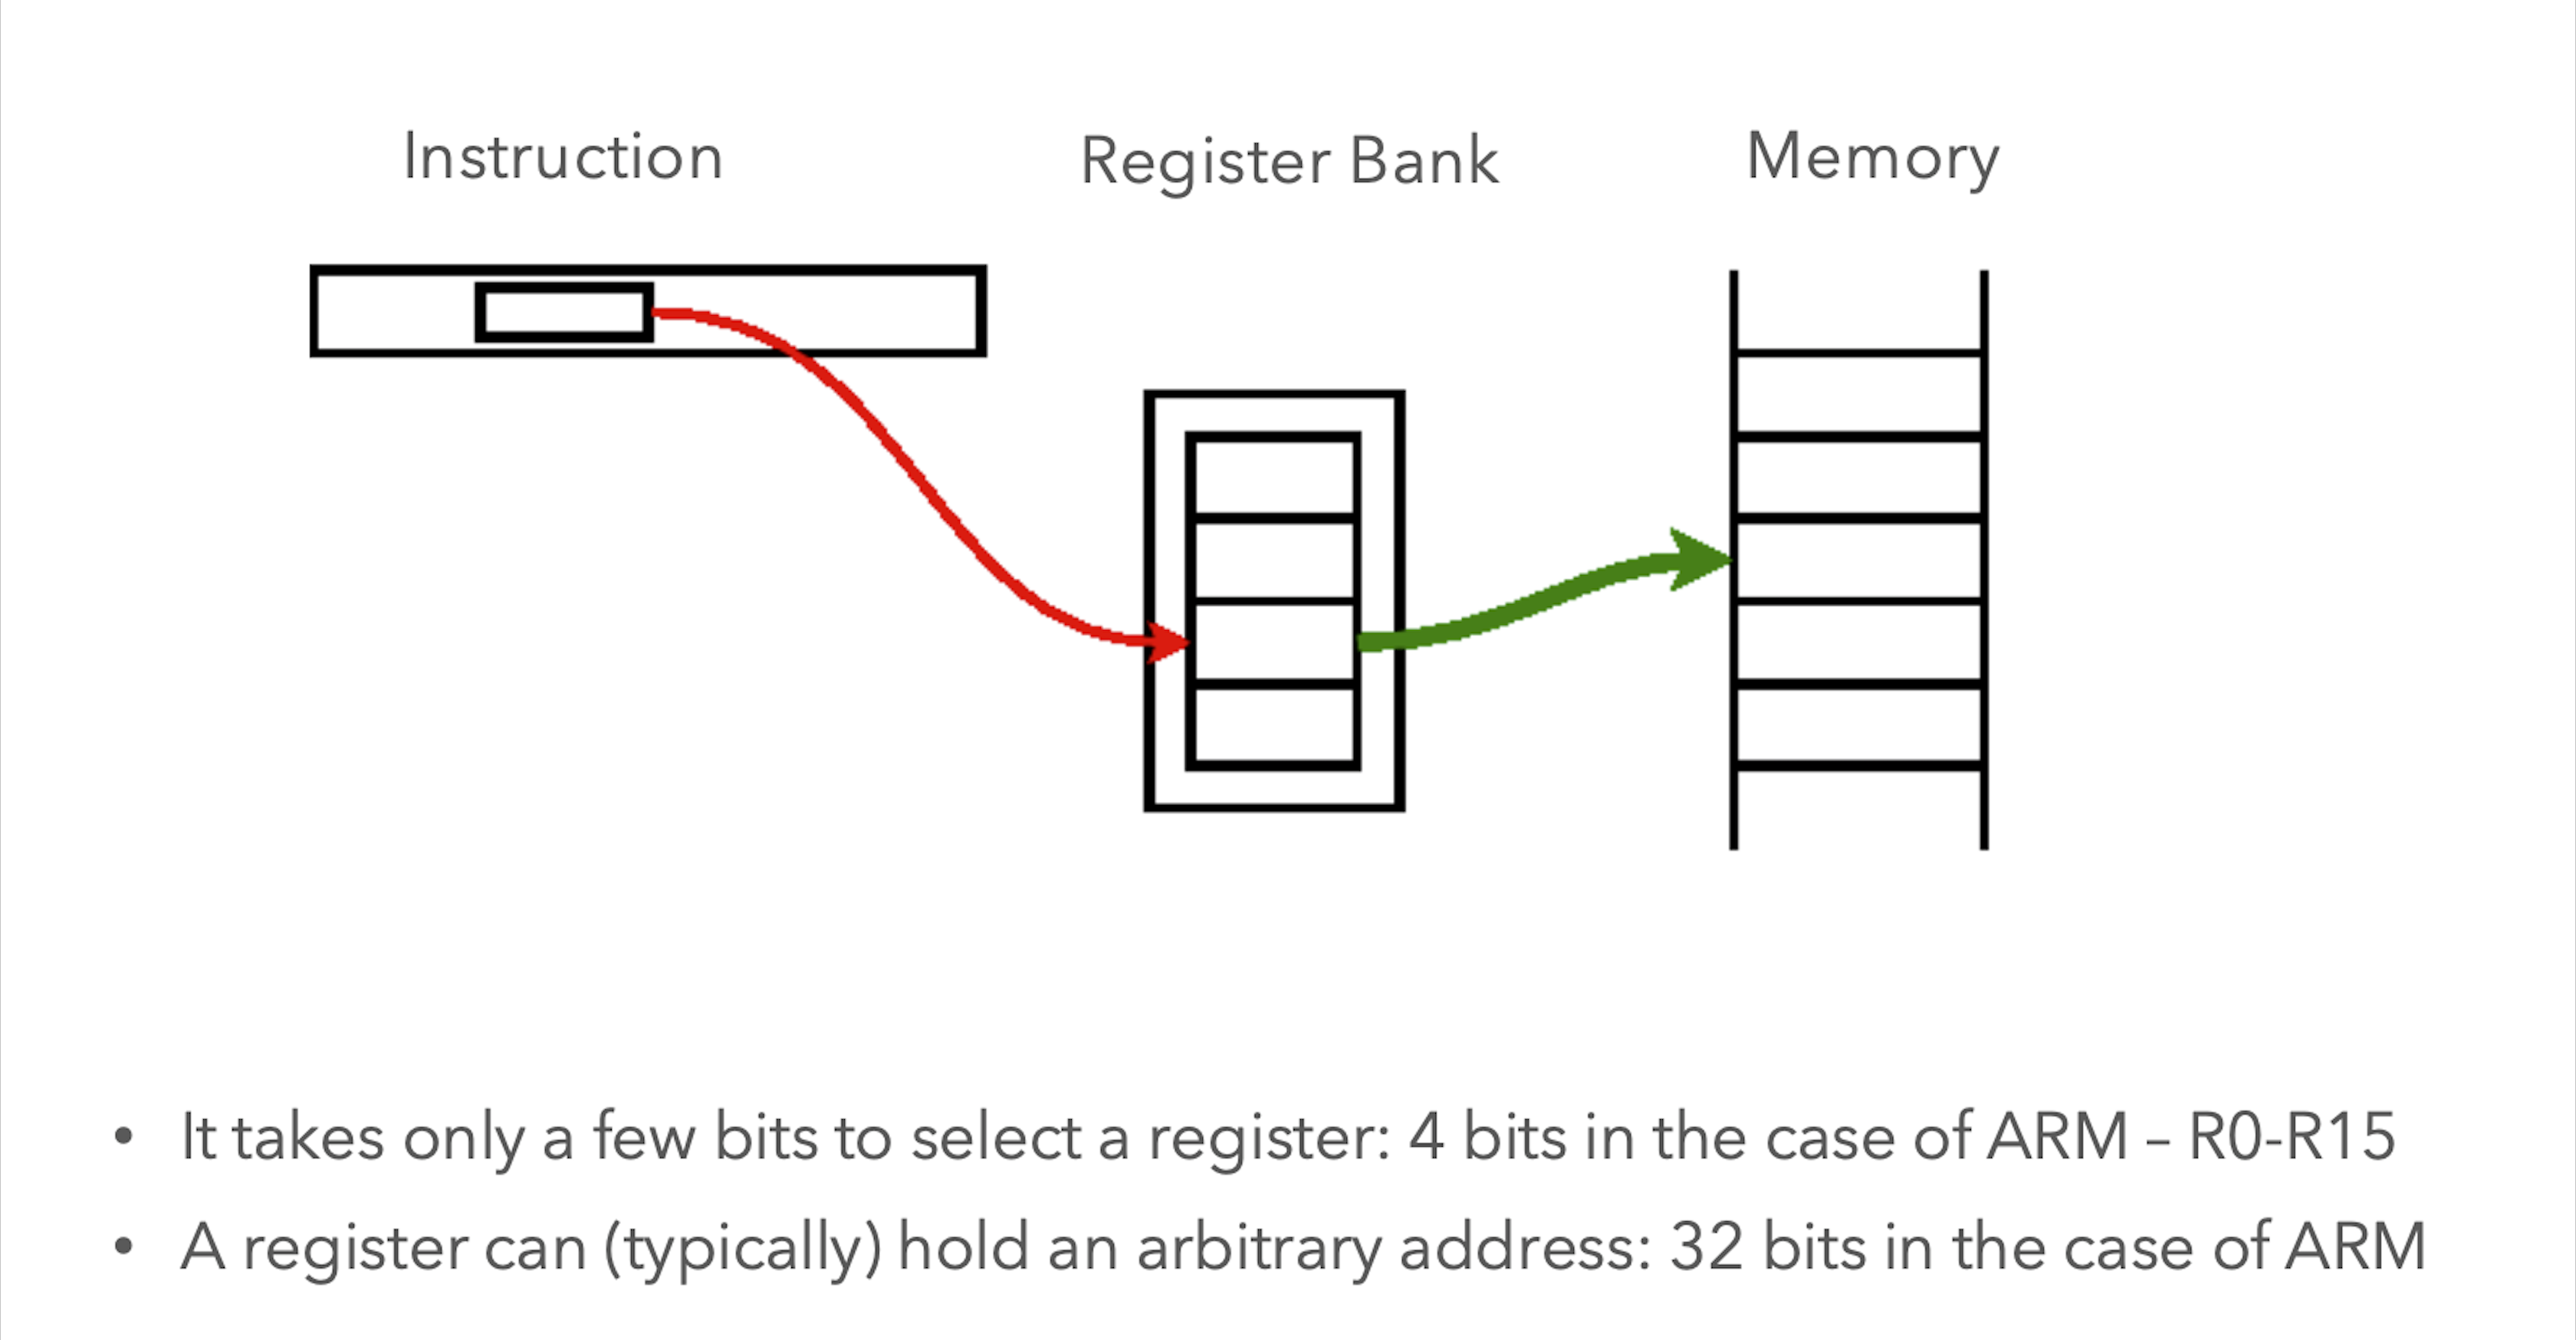 Instruction
Register Bank
Memory
• It takes only a few bits to select a register: 4 bits in the case of ARM – R0-R15
• A register can (typically) hold an arbitrary address: 32 bits in the case of ARM